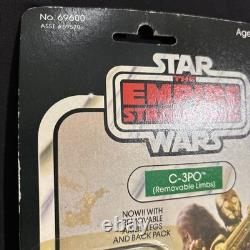 No. 69600
ASST. #69570
Age
STAR
THE
EMPIRE
STRIKES BACK
WARS
C-3PO™
(Removable Limbs)
NOW!! WITH
REMOVABLE
ARMS, LEGS
AND BACK PACK